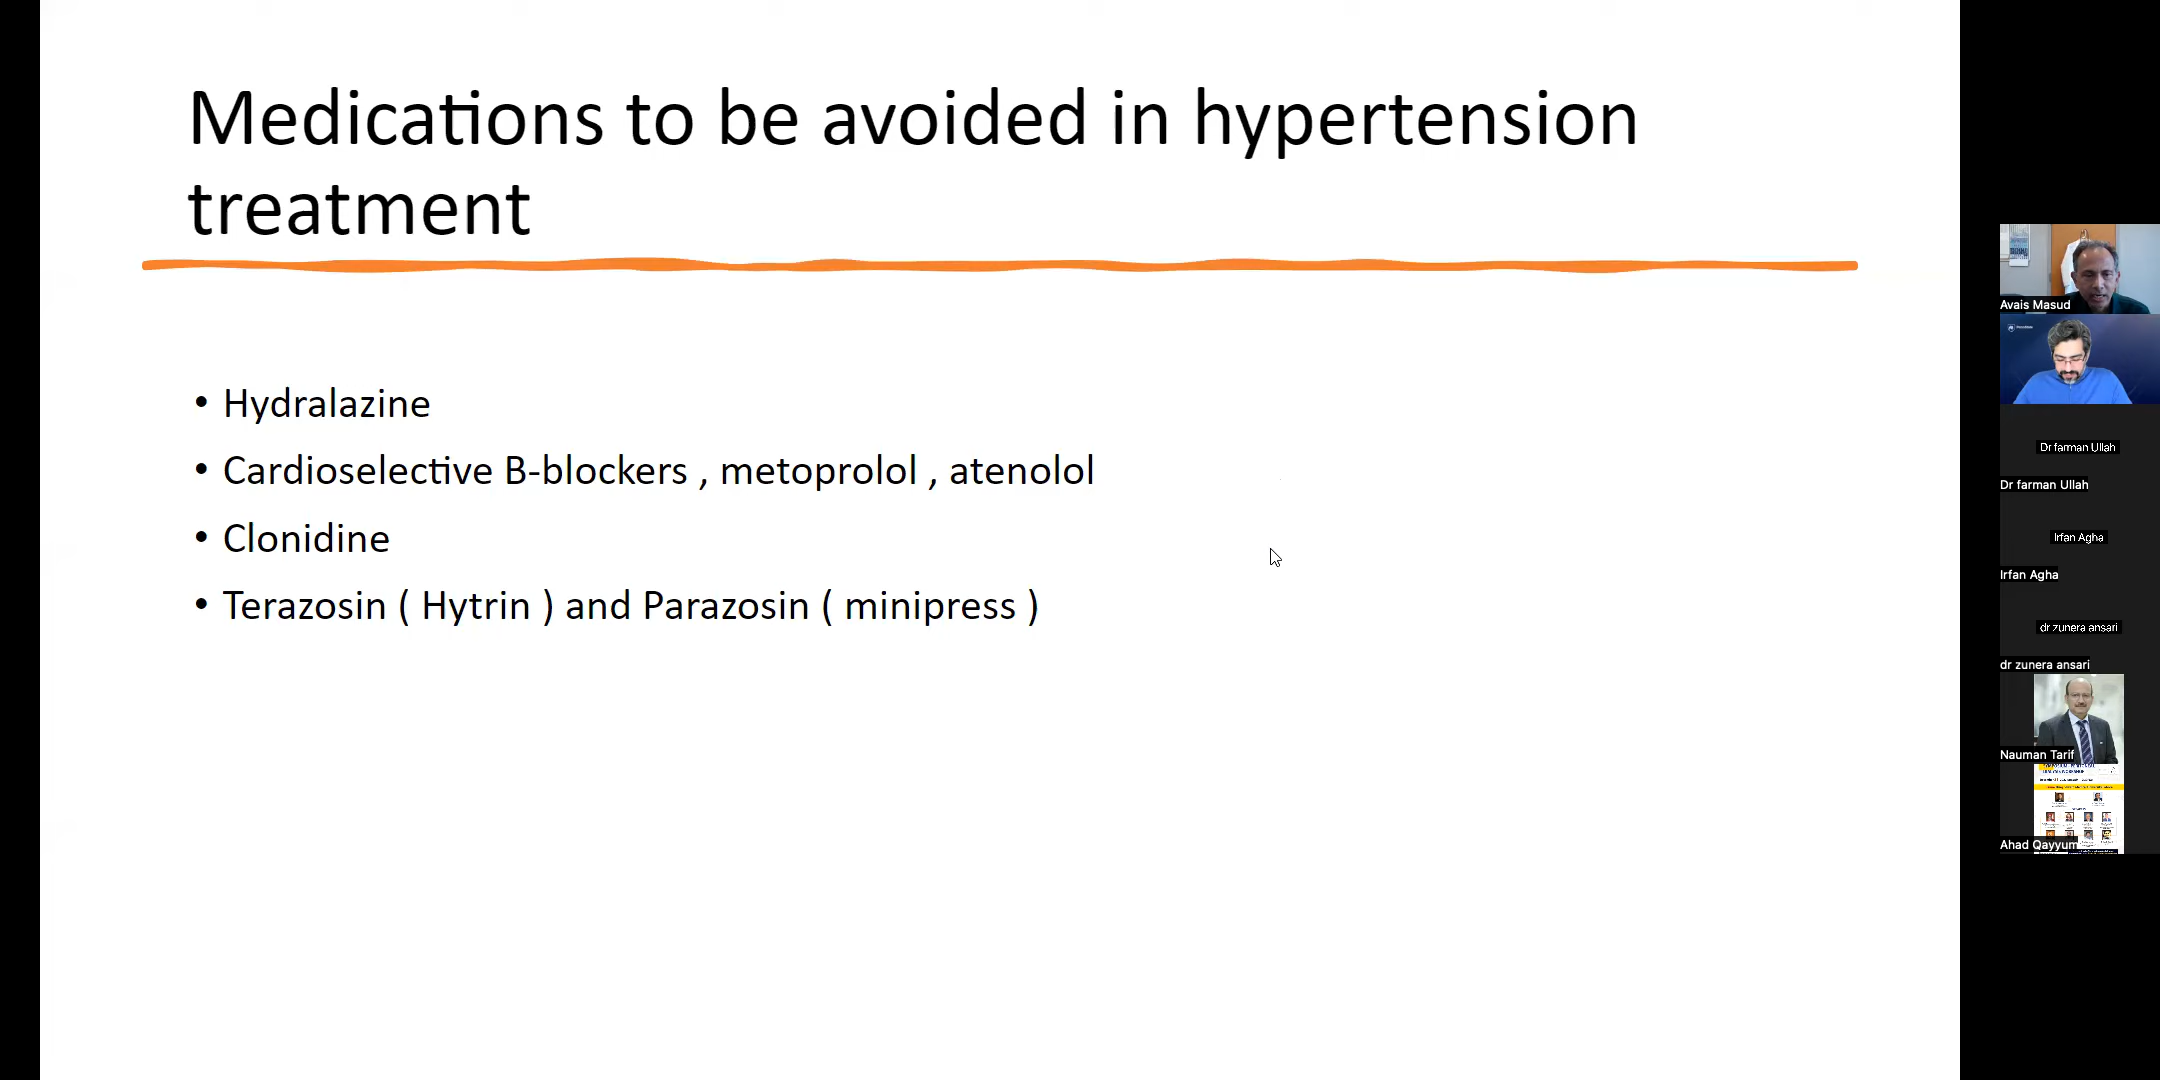 Medications to be avoided in hypertension
treatment
• Hydralazine
• Cardioselective B-blockers , metoprolol , atenolol
• Clonidine
• Terazosin ( Hytrin ) and Parazosin ( minipress )
Avais Masud
Dr farman Ullah
Dr farman Ullah
Irfan Agha
Irfan Agha
dr zunera ansari
dr zunera ansari
Nauman Tarif
Ahad Qayyum